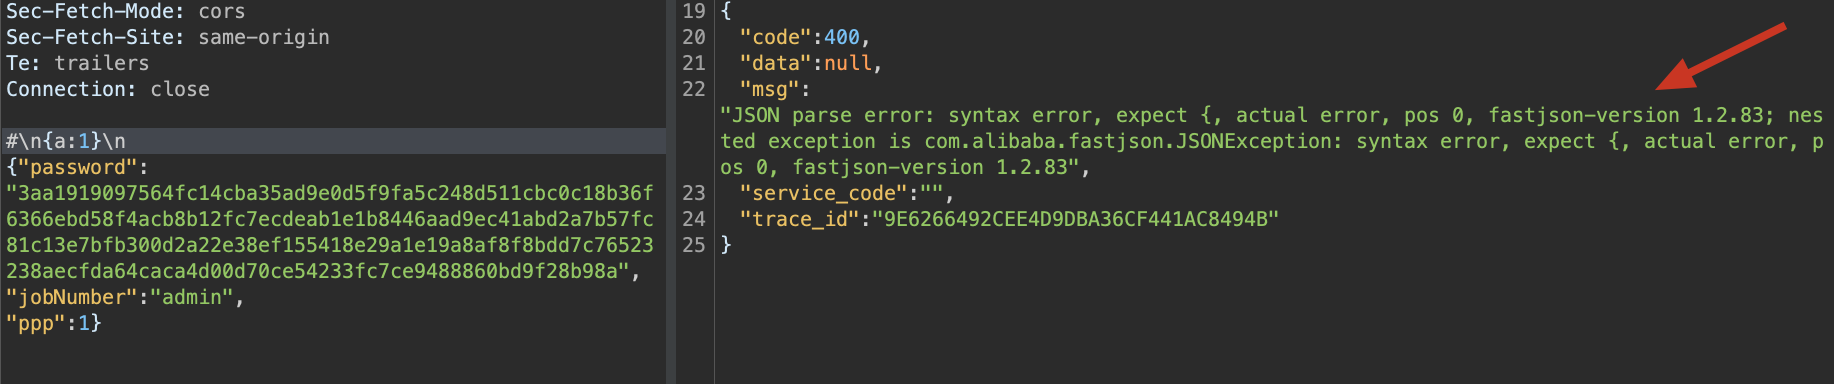 Sec-Fetch-Mode: cors
Sec-Fetch-Site: same-origin
Te: trailers
Connection: close
#\n{a:1}\n
{"password":
"3aa1919097564fc14cba35ad9e0d5f9fa5c248d511cbc0c18b36f
6366ebd58f4acb8b12fc7ecdeab1e1b8446aad9ec41abd2a7b57fc
81c13e7bfb300d2a22e38ef155418e29a1e19a8af8f8bdd7c76523
238aecfda64caca4d00d70ce54233fc7ce9488860bd9f28b98a",
"jobNumber":"admin",
"ppp":1}
19 {
20 "code":400,
21 "data":null,
22 "msg":
"JSON parse error: syntax error, expect {, actual error, pos 0, fastjson-version 1.2.83; nes
ted exception is com.alibaba.fastjson.JSONException: syntax error, expect {, actual error, p
os 0, fastjson-version 1.2.83",
23 "service_code":"",
24 "trace_id":"9E6266492CEE4D9DBA36CF441AC8494B"
25 }